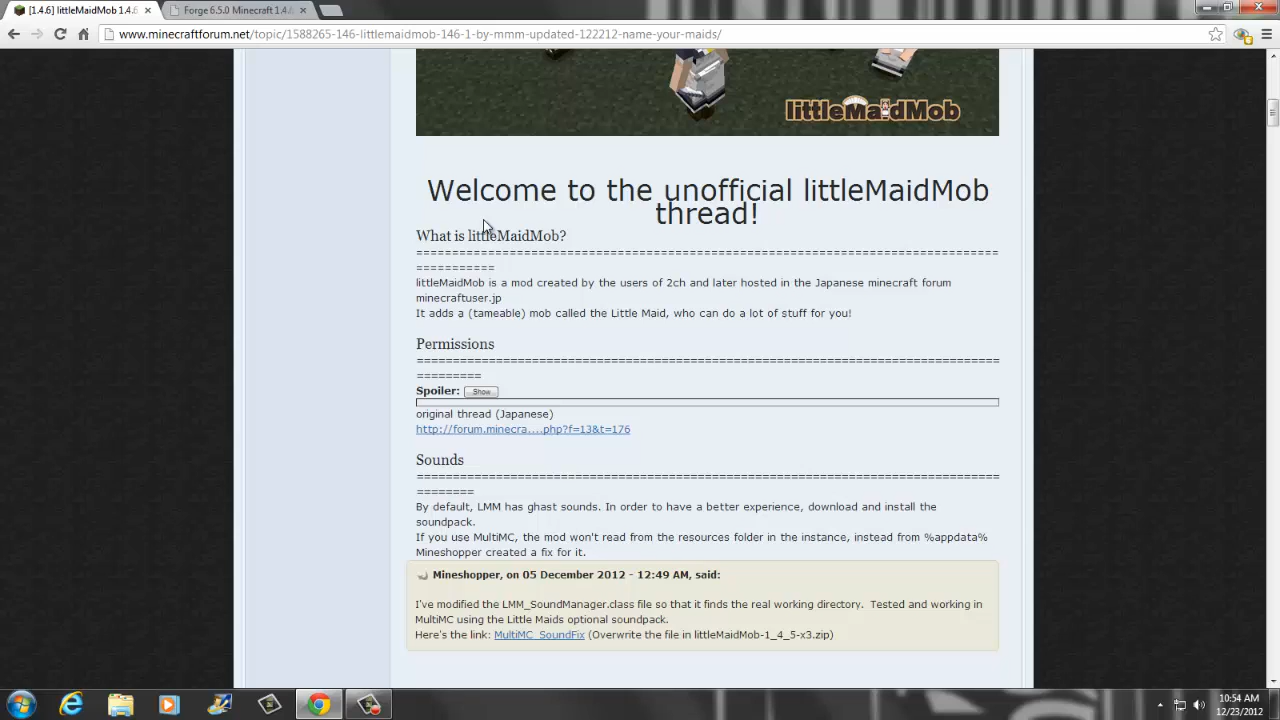 [1.4.6] littleMaidMob 1.4.6
Forge 6.5.0 Minecraft 1.4.
www.minecraftforum.net/topic/1588265-146-littlemaidmob-146-1-by-mmm-updated-122212-name-your-maids/
littleMaidMob
Welcome to the unofficial littleMaidMob
thread!
What is littleMaidMob?
=================================================================================
===========
littleMaidMob is a mod created by the users of 2ch and later hosted in the Japanese minecraft forum
minecraftuser.jp
It adds a (tameable) mob called the Little Maid, who can do a lot of stuff for you!
Permissions
=================================================================================
=========
Spoiler: Show
original thread (Japanese)
http://forum.minecra....php?f=13&t=176
Sounds
=================================================================================
========
By default, LMM has ghast sounds. In order to have a better experience, download and install the
soundpack.
If you use MultiMC, the mod won't read from the resources folder in the instance, instead from %appdata%
Mineshopper created a fix for it.
Mineshopper, on 05 December 2012 - 12:49 AM, said:
I've modified the LMM_SoundManager.class file so that it finds the real working directory. Tested and working in
MultiMC using the Little Maids optional soundpack.
Here's the link: MultiMC_SoundFix (Overwrite the file in littleMaidMob-1_4_5-x3.zip)
10:54 AM
12/23/2012